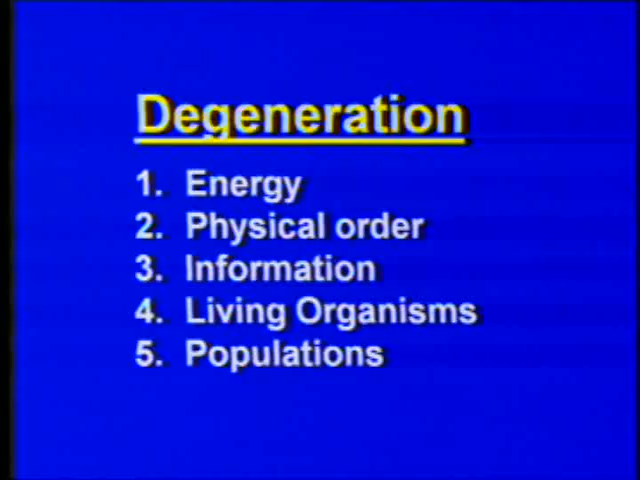 Degeneration
1. Energy
2. Physical order
3. Information
4. Living Organisms
5. Populations